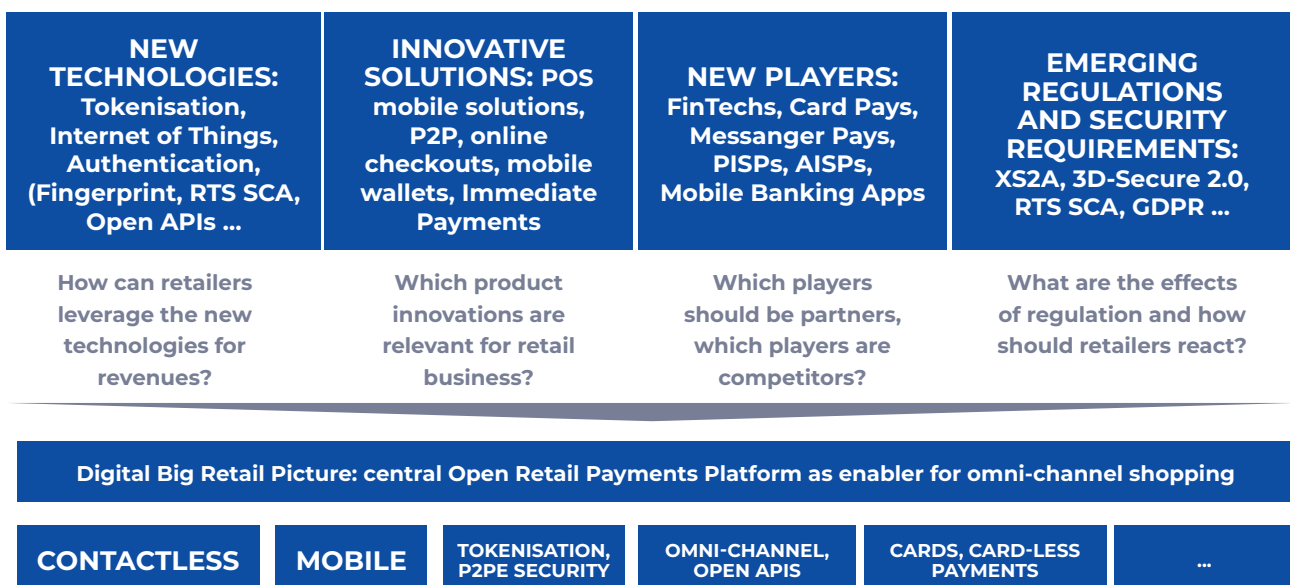 NEW
TECHNOLOGIES:
Tokenisation,
Internet of Things,
Authentication,
(Fingerprint, RTS SCA,
Open APIs ...
INNOVATIVE
SOLUTIONS: POS
mobile solutions,
P2P, online
checkouts, mobile
wallets, Immediate
Payments
NEW PLAYERS:
FinTechs, Card Pays,
Messanger Pays,
PISPs, AISPs,
Mobile Banking Apps
EMERGING
REGULATIONS
AND SECURITY
REQUIREMENTS:
XS2A, 3D-Secure 2.0,
RTS SCA, GDPR ...
How can retailers
leverage the new
technologies for
revenues?
Which product
innovations are
relevant for retail
business?
Which players
should be partners,
which players are
competitors?
What are the effects
of regulation and how
should retailers react?
Digital Big Retail Picture: central Open Retail Payments Platform as enabler for omni-channel shopping
CONTACTLESS
MOBILE
TOKENISATION,
P2PE SECURITY
OMNI-CHANNEL,
OPEN APIS
CARDS, CARD-LESS
PAYMENTS
...